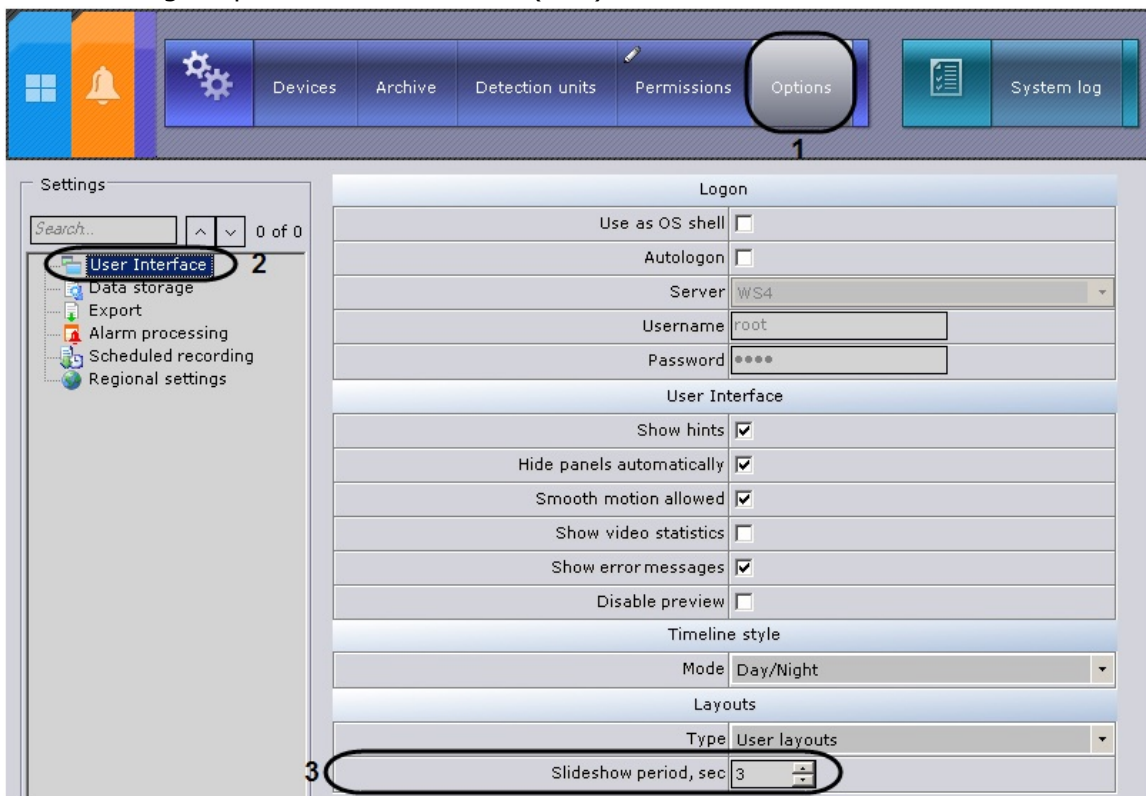 Devices Archive Detection units Permissions Options System log
1
Settings
Search... 0 of 0
User Interface 2
Data storage
Export
Alarm processing
Scheduled recording
Regional settings
Logon
Use as OS shell
Autologon
Server WS4
Username root
Password ••••
User Interface
Show hints
Hide panels automatically
Smooth motion allowed
Show video statistics
Show error messages
Disable preview
Timeline style
Mode Day/Night
Layouts
Type User layouts
3 Slideshow period, sec 3